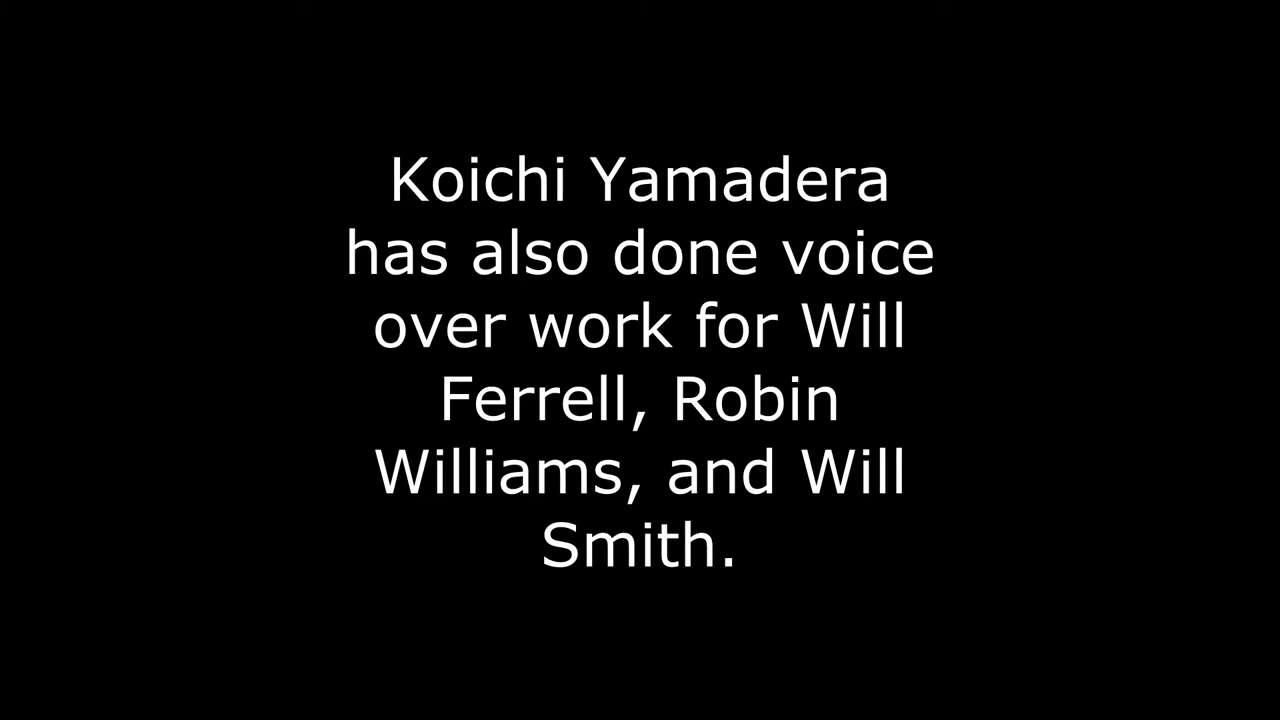 Koichi Yamadera
has also done voice
over work for Will
Ferrell, Robin
Williams, and Will
Smith.